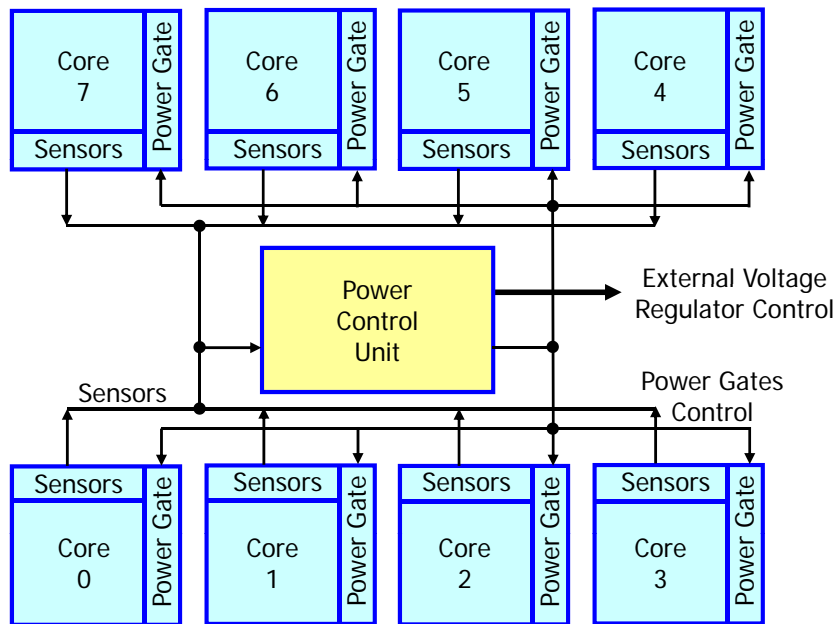 Core
7
Power Gate
Sensors
Core
6
Power Gate
Sensors
Core
5
Power Gate
Sensors
Core
4
Power Gate
Sensors
Power
Control
Unit
External Voltage
Regulator Control
Sensors
Power Gates
Control
Sensors
Core
0
Power Gate
Sensors
Core
1
Power Gate
Sensors
Core
2
Power Gate
Sensors
Core
3
Power Gate